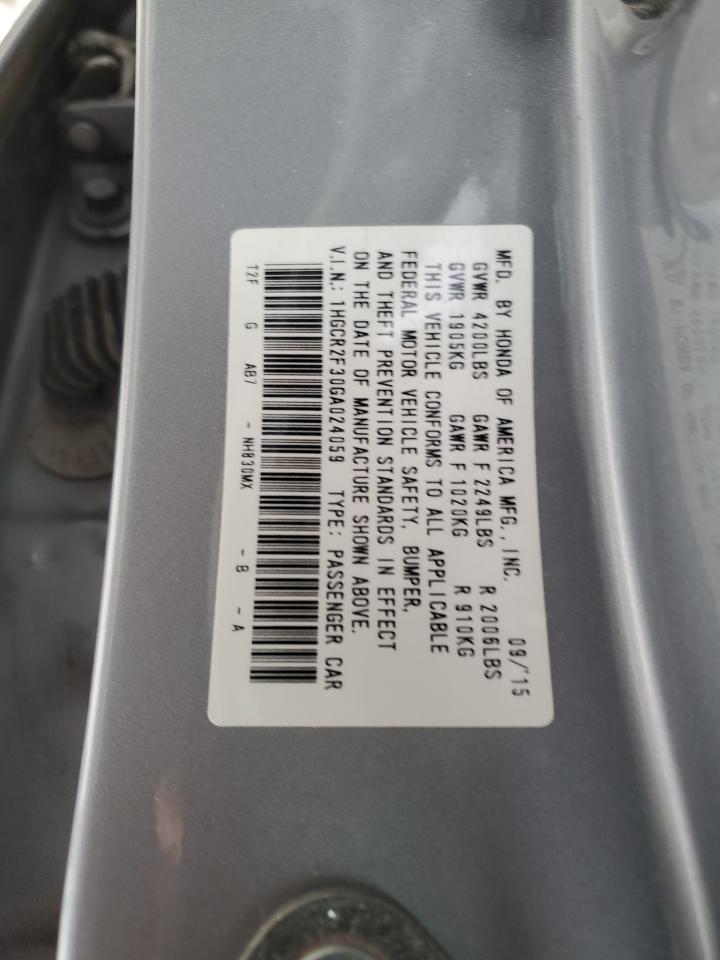 MFD. BY HONDA OF AMERICA MFG., INC. 09/'15
GVWR 4200LBS GAWR F 2249LBS R 2006LBS
GVWR 1905KG GAWR F 1020KG R 910KG
THIS VEHICLE CONFORMS TO ALL APPLICABLE
FEDERAL MOTOR VEHICLE SAFETY, BUMPER,
AND THEFT PREVENTION STANDARDS IN EFFECT
ON THE DATE OF MANUFACTURE SHOWN ABOVE.
V.I.N.: 1HGCR2F30GA024059 TYPE: PASSENGER CAR
T2F G AB7 - NH830MX - B - A